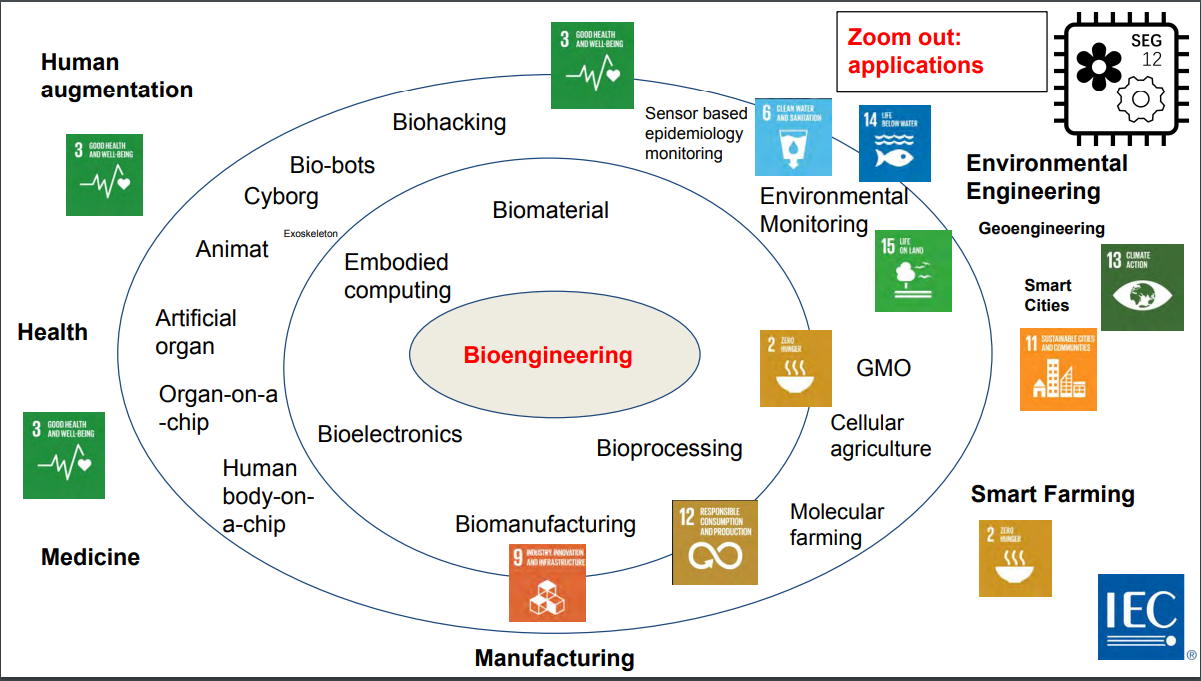 Zoom out:
applications
SEG
12
Human
augmentation
3 GOOD HEALTH
AND WELL-BEING
3 GOOD HEALTH
AND WELL-BEING
Biohacking
Sensor based
epidemiology
monitoring
6 CLEAN WATER
AND SANITATION
14 LIFE
BELOW WATER
Environmental
Engineering
Bio-bots
Cyborg
Exoskeleton
Animat
Biomaterial
Environmental
Monitoring
Geoengineering
15 LIFE
ON LAND
13 CLIMATE
ACTION
Embodied
computing
Smart
Cities
Health
Artificial
organ
Bioengineering
2 ZERO
HUNGER
GMO
11 SUSTAINABLE CITIES
AND COMMUNITIES
Organ-on-a
-chip
3 GOOD HEALTH
AND WELL-BEING
Bioelectronics
Bioprocessing
Cellular
agriculture
Human
body-on-
a-chip
Smart Farming
Biomanufacturing
12 RESPONSIBLE
CONSUMPTION
AND PRODUCTION
Molecular
farming
2 ZERO
HUNGER
Medicine
9 INDUSTRY, INNOVATION
AND INFRASTRUCTURE
Manufacturing
IEC
®